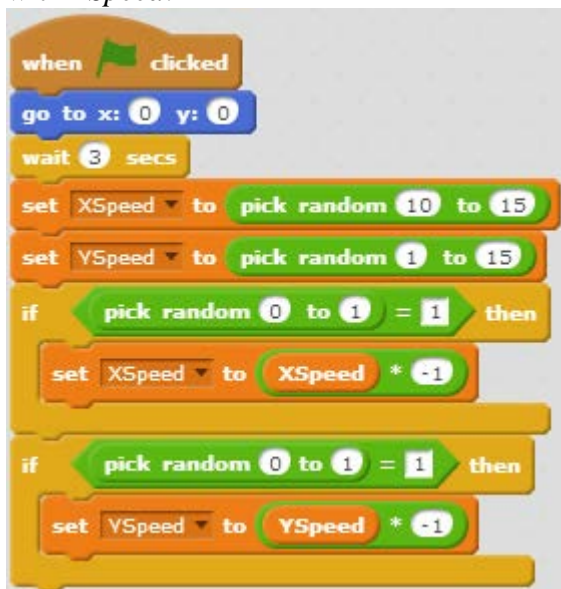 when clicked
go to x: 0 y: 0
wait 3 secs
set XSpeed to pick random 10 to 15
set YSpeed to pick random 1 to 15
if pick random 0 to 1 = 1 then
set XSpeed to XSpeed * -1
if pick random 0 to 1 = 1 then
set YSpeed to YSpeed * -1